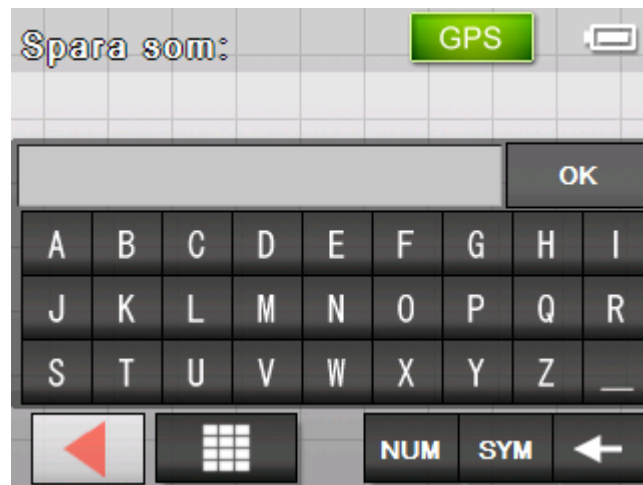 Spara som: GPS
OK
A B C D E F G H I
J K L M N O P Q R
S T U V W X Y Z _
NUM SYM